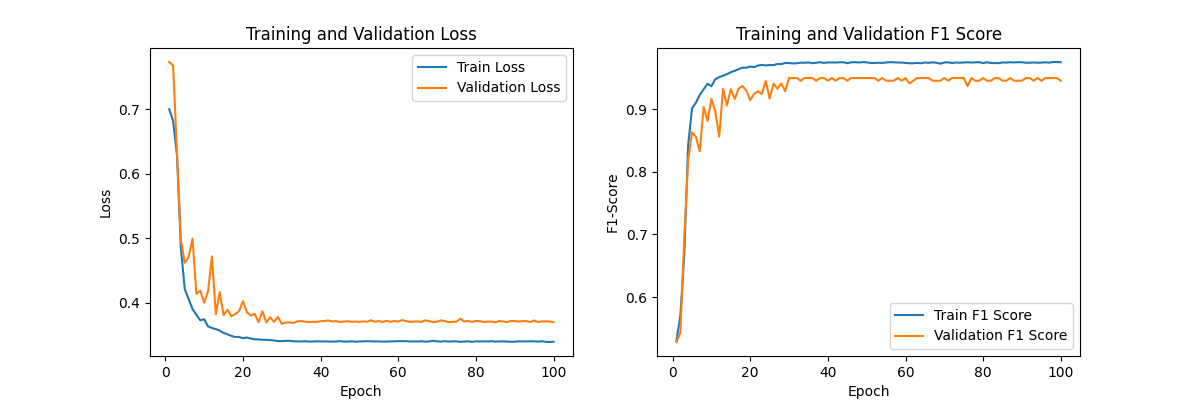 Training and Validation Loss
Train Loss
Validation Loss
0.7
0.6
0.5
0.4
Loss
0
20
40
60
80
100
Epoch
Training and Validation F1 Score
0.9
0.8
0.7
0.6
F1-Score
Train F1 Score
Validation F1 Score
0
20
40
60
80
100
Epoch